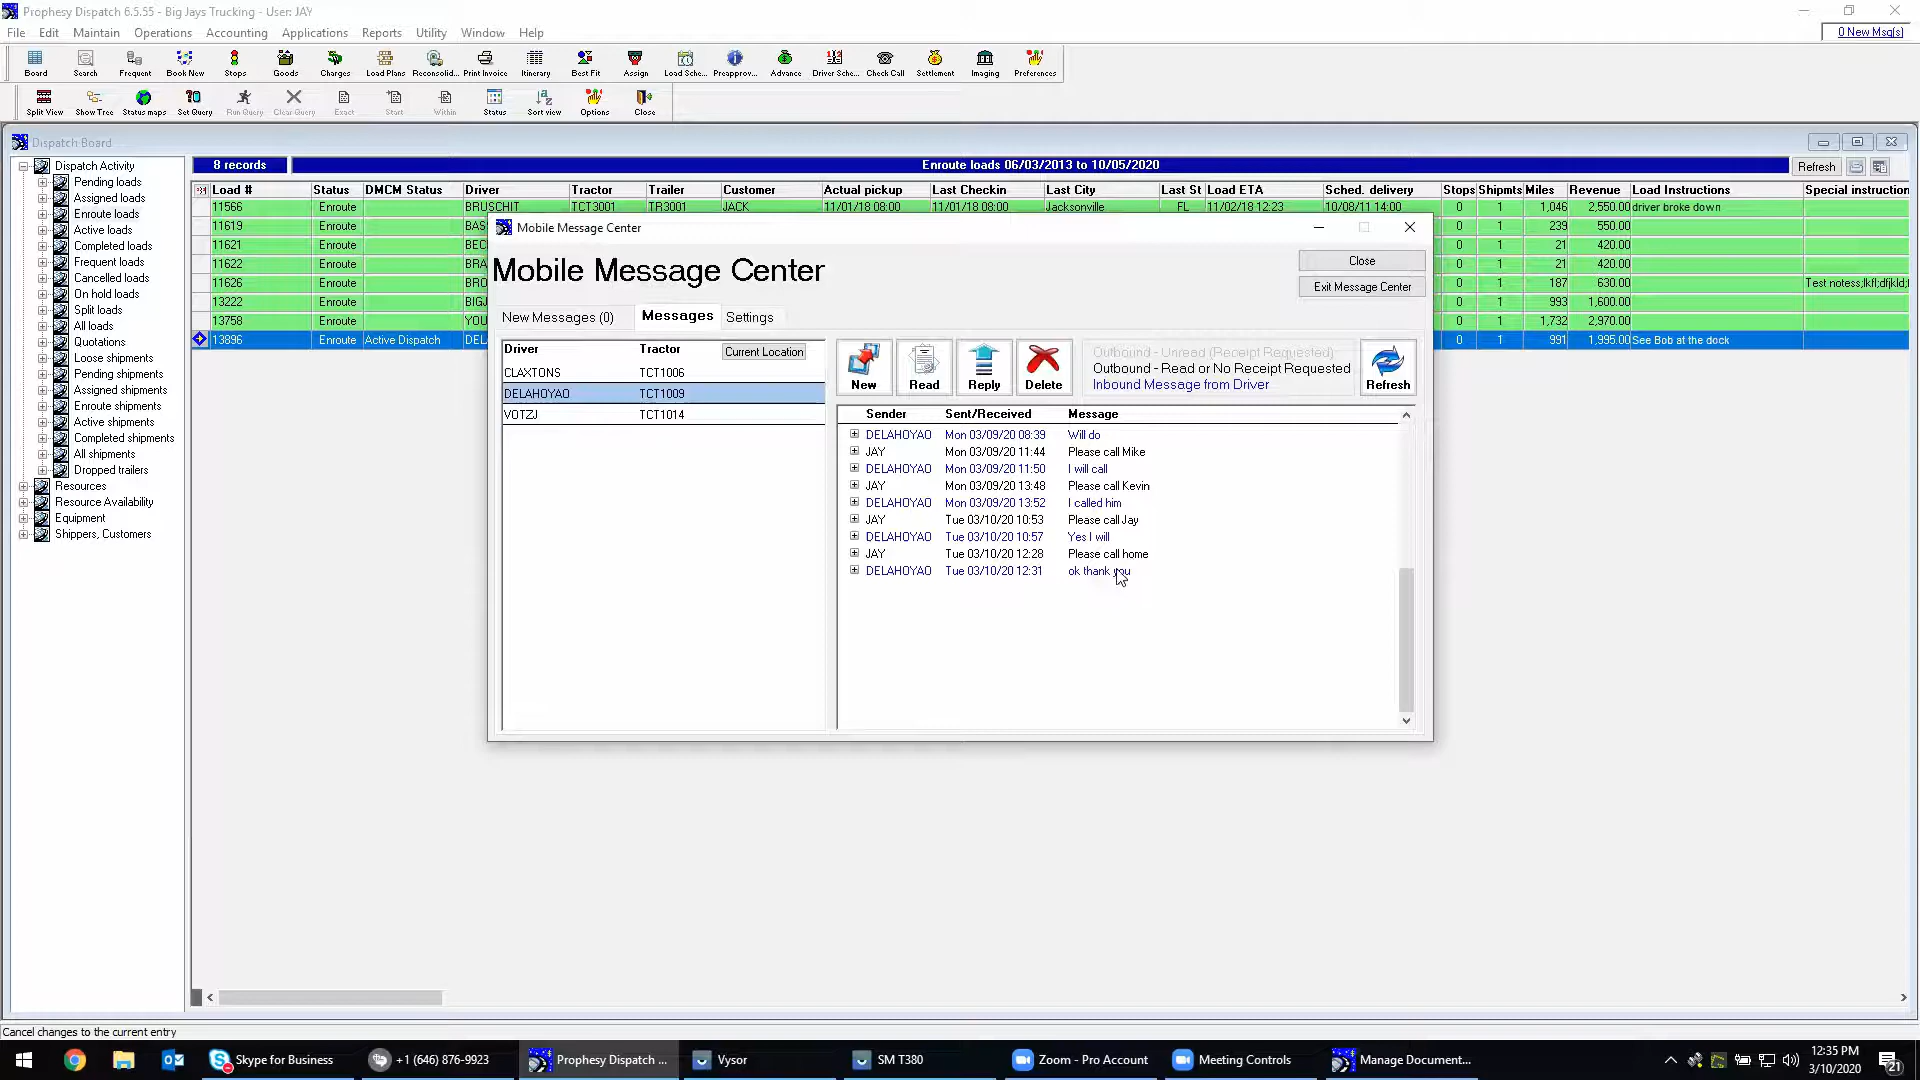 Prophesy Dispatch 6.5.55 - Big Jays Trucking - User: JAY
File Edit Maintain Operations Accounting Applications Reports Utility Window Help
0 New Msg(s)
Board Search Frequent Book New Stops Goods Charges Load Plans Reconsolid... Print Invoice Itinerary Best Fit Assign Load Sche... Preapprov... Advance Driver Sche... Check Call Settlement Imaging Preferences
Split View Show Tree Status maps Set Query Run Query Clear Query Exact Start Within Status Sort view Options Close
Dispatch Board
Dispatch Activity
Pending loads
Assigned loads
Enroute loads
Active loads
Completed loads
Frequent loads
Cancelled loads
On hold loads
Split loads
All loads
Quotations
Loose shipments
Pending shipments
Assigned shipments
Enroute shipments
Active shipments
Completed shipments
All shipments
Dropped trailers
Resources
Resource Availability
Equipment
Shippers, Customers
8 records Enroute loads 06/03/2013 to 10/05/2020 Refresh
Load # Status DMCM Status Driver Tractor Trailer Customer Actual pickup Last Checkin Last City Last St Load ETA Sched. delivery Stops Shipmts Miles Revenue Load Instructions Special instruction
11566 Enroute BRUSCHIT TCT3001 TR3001 JACK 11/01/18 08:00 11/01/18 08:00 Jacksonville FL 11/02/18 12:23 10/08/11 14:00 0 1 1,046 2,550.00 driver broke down
11619 Enroute BAS 0 1 239 550.00
11621 Enroute BEC 0 1 21 420.00
11622 Enroute BRA 0 1 21 420.00
11626 Enroute BRO 0 1 187 630.00 Test notess;lkfl;dfjkld;f
13222 Enroute BIGJ 0 1 993 1,600.00
13758 Enroute YOU 0 1 1,732 2,970.00
13896 Enroute Active Dispatch DEL 0 1 991 1,995.00 See Bob at the dock
Mobile Message Center
Mobile Message Center
Close
Exit Message Center
New Messages (0) Messages Settings
Driver Tractor Current Location
CLAXTONS TCT1006
DELAHOYAO TCT1009
VOTZJ TCT1014
New Read Reply Delete Refresh
Outbound - Unread (Receipt Requested)
Outbound - Read or No Receipt Requested
Inbound Message from Driver
Sender Sent/Received Message
DELAHOYAO Mon 03/09/20 08:39 Will do
JAY Mon 03/09/20 11:44 Please call Mike
DELAHOYAO Mon 03/09/20 11:50 I will call
JAY Mon 03/09/20 13:48 Please call Kevin
DELAHOYAO Mon 03/09/20 13:52 I called him
JAY Tue 03/10/20 10:53 Please call Jay
DELAHOYAO Tue 03/10/20 10:57 Yes I will
JAY Tue 03/10/20 12:28 Please call home
DELAHOYAO Tue 03/10/20 12:31 ok thank you
Cancel changes to the current entry
Skype for Business +1 (646) 876-9923 Prophesy Dispatch ... Vysor SM T380 Zoom - Pro Account Meeting Controls Manage Document...
12:35 PM
3/10/2020
21